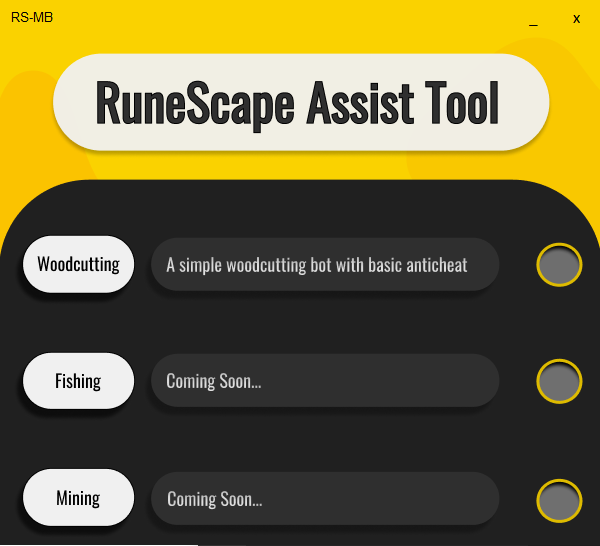 RS-MB
_ x
RuneScape Assist Tool
Woodcutting A simple woodcutting bot with basic anticheat
Fishing Coming Soon...
Mining Coming Soon...